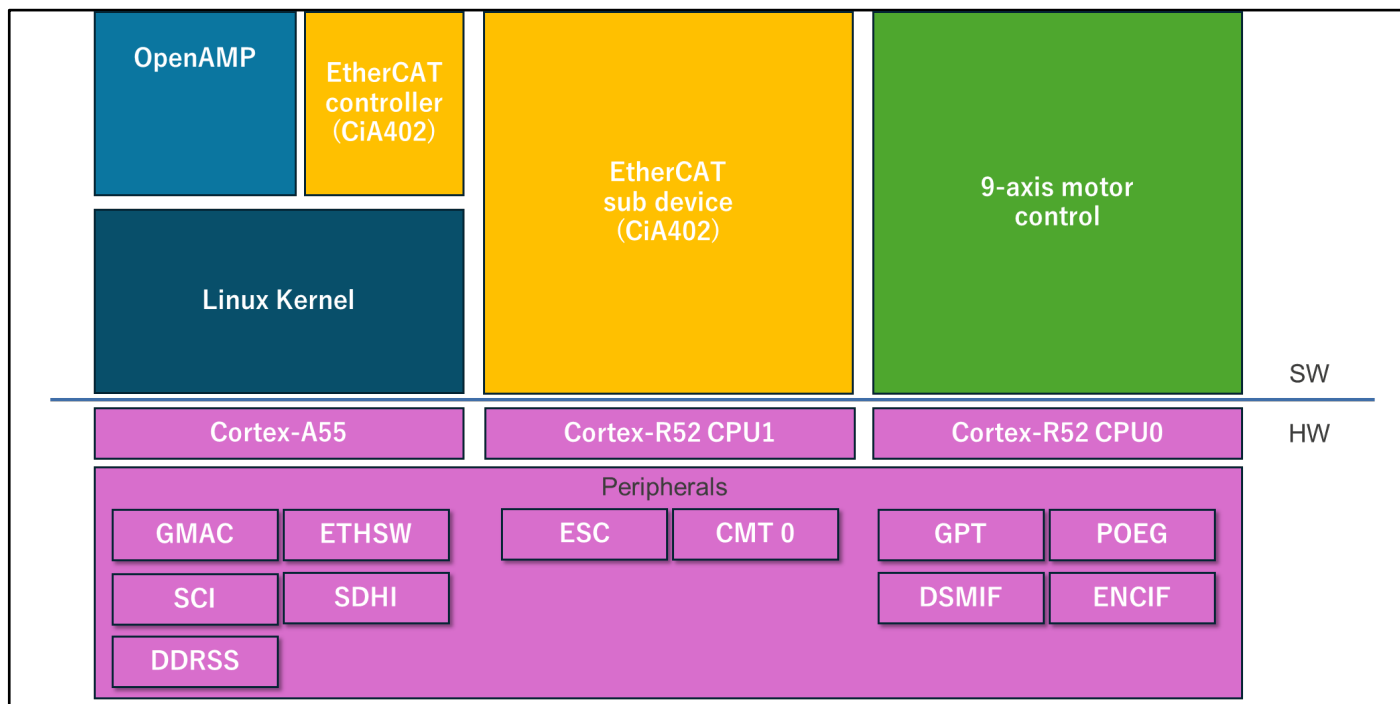 OpenAMP
EtherCAT
controller
(CiA402)
EtherCAT
sub device
(CiA402)
9-axis motor
control
Linux Kernel
SW
Cortex-A55
Cortex-R52 CPU1
Cortex-R52 CPU0
HW
Peripherals
GMAC
ETHSW
ESC
CMT 0
GPT
POEG
SCI
SDHI
DSMIF
ENCIF
DDRSS